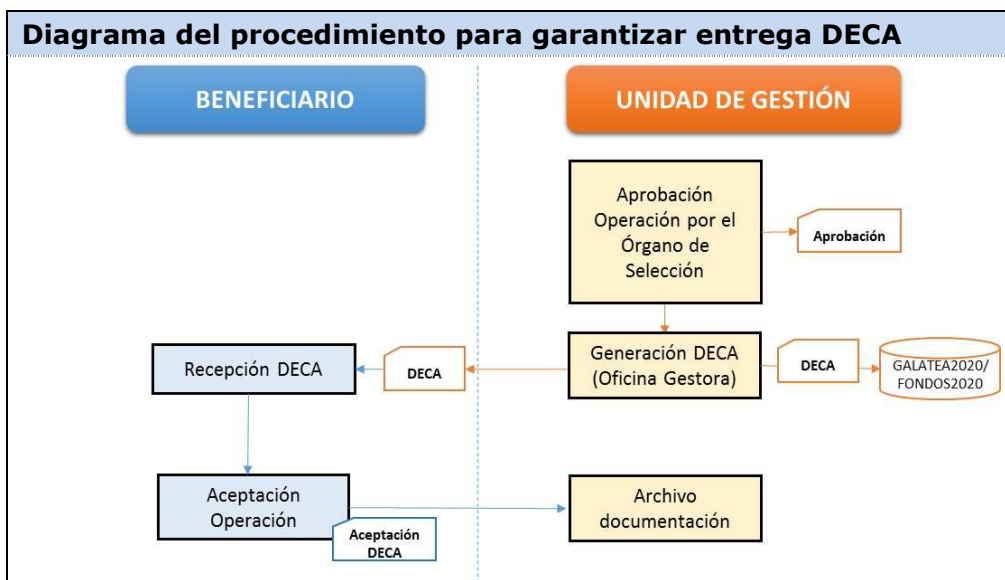 Diagrama del procedimiento para garantizar entrega DECA
BENEFICIARIO
UNIDAD DE GESTIÓN
Aprobación
Operación por el
Órgano de
Selección
Aprobación
Recepción DECA
DECA
Generación DECA
(Oficina Gestora)
DECA
GALATEA2020/
FONDOS2020
Aceptación
Operación
Aceptación
DECA
Archivo
documentación